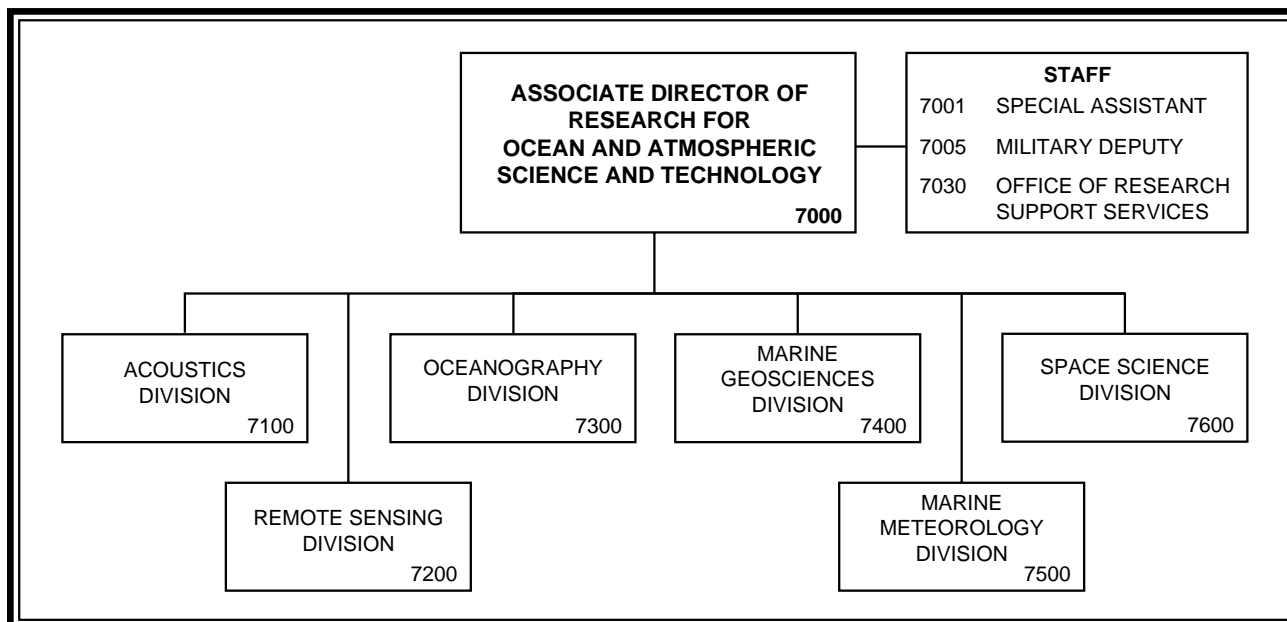 ASSOCIATE DIRECTOR OF
RESEARCH FOR
OCEAN AND ATMOSPHERIC
SCIENCE AND TECHNOLOGY
7000
STAFF
7001 SPECIAL ASSISTANT
7005 MILITARY DEPUTY
7030 OFFICE OF RESEARCH
SUPPORT SERVICES
ACOUSTICS
DIVISION
7100
OCEANOGRAPHY
DIVISION
7300
MARINE
GEOSCIENCES
DIVISION
7400
SPACE SCIENCE
DIVISION
7600
REMOTE SENSING
DIVISION
7200
MARINE
METEOROLOGY
DIVISION
7500